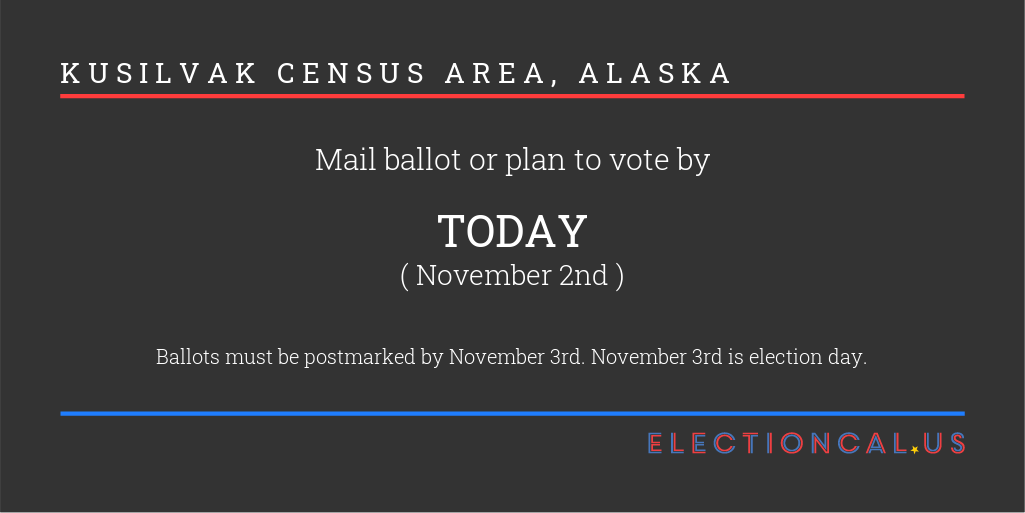 KUSILVAK CENSUS AREA, ALASKA
Mail ballot or plan to vote by
TODAY
( November 2nd )
Ballots must be postmarked by November 3rd. November 3rd is election day.
ELECTIONCAL.US